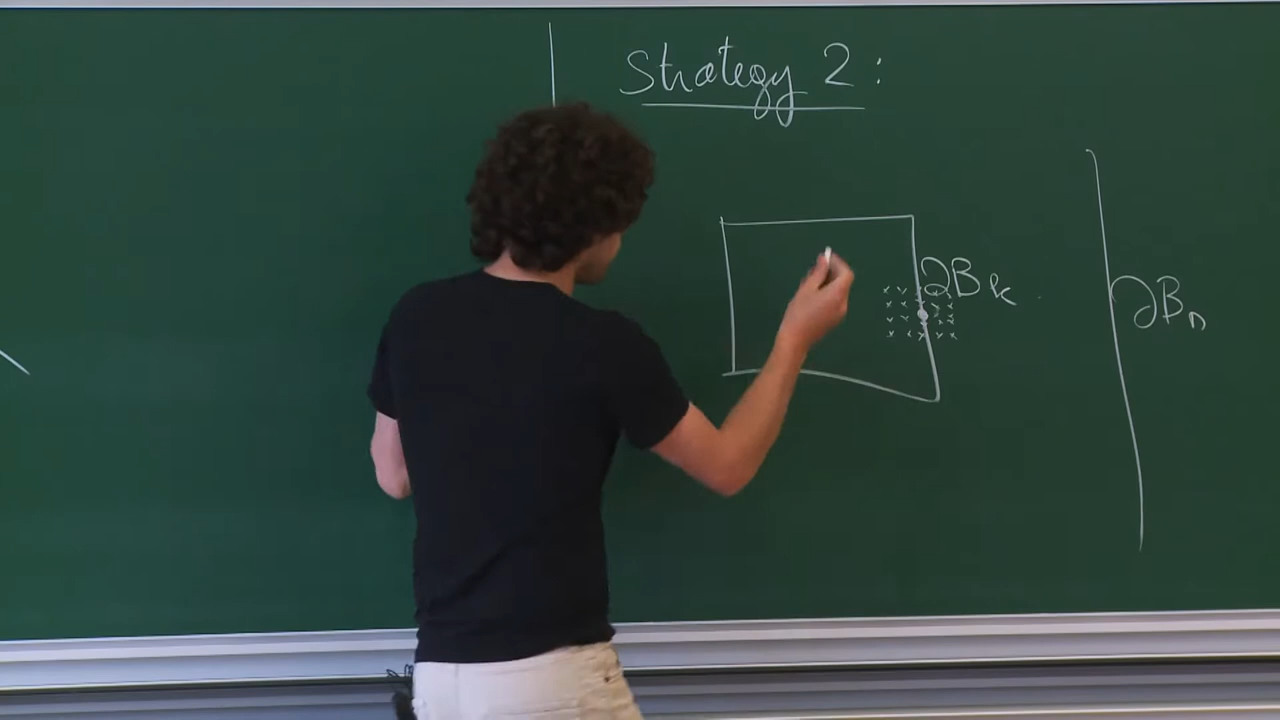 Strategy 2 :
∂B_k
∂B_n